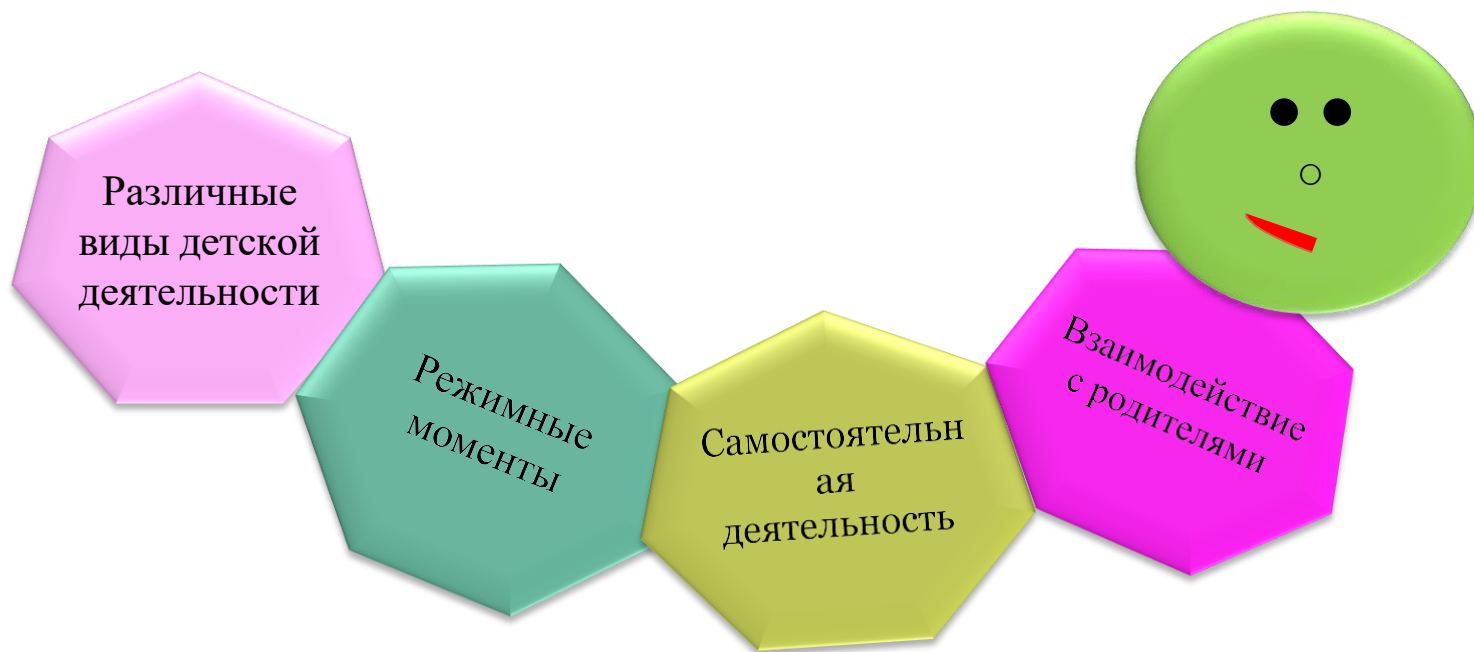 Различные
виды детской
деятельности
Режимные
моменты
Самостоятельн
ая
деятельность
Взаимодействие
с родителями